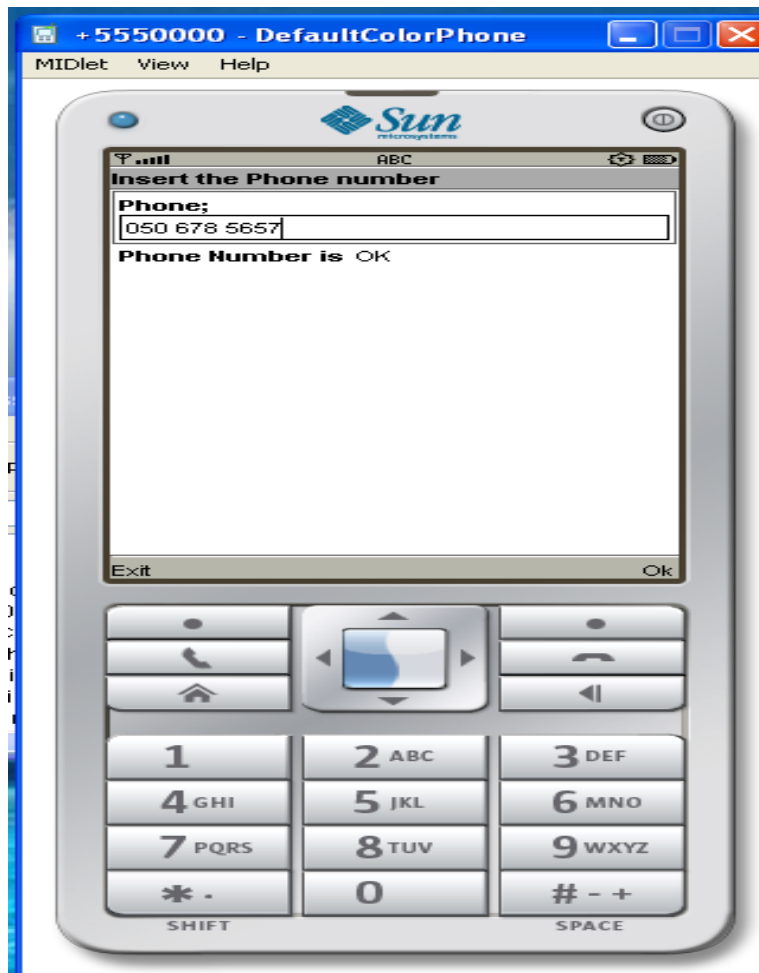 +5550000 - DefaultColorPhone
MIDlet View Help
Sun
microsystems
ABC
Insert the Phone number
Phone;
050 678 5657
Phone Number is OK
Exit Ok
1 2 ABC 3 DEF
4 GHI 5 JKL 6 MNO
7 PQRS 8 TUV 9 WXYZ
* . 0 # - +
SHIFT SPACE